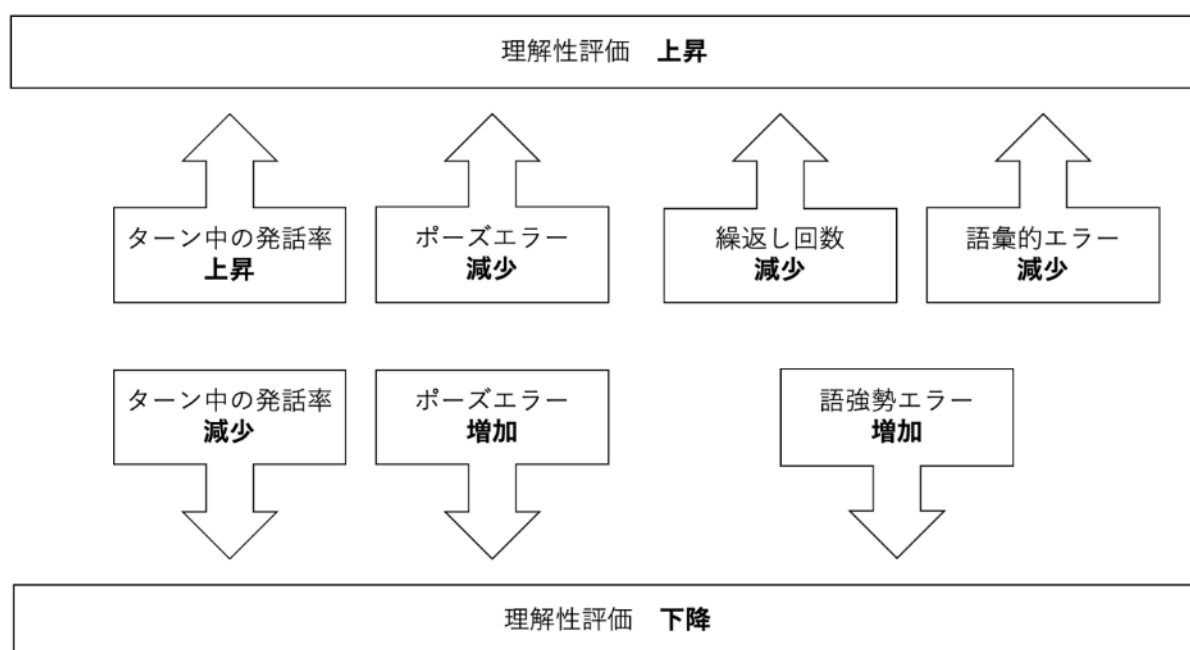 理解性評価　上昇
ターン中の発話率
上昇
ポーズエラー
減少
繰返し回数
減少
語彙的エラー
減少
ターン中の発話率
減少
ポーズエラー
増加
語強勢エラー
増加
理解性評価　下降